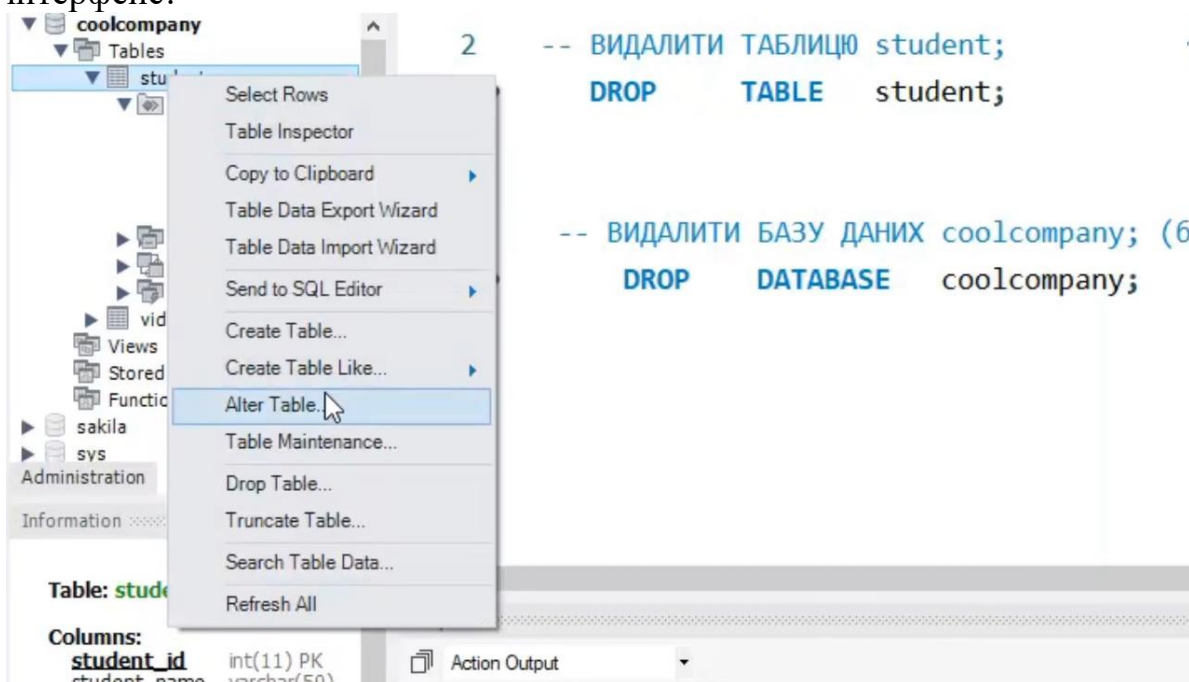 coolcompany
Tables
Select Rows
Table Inspector
Copy to Clipboard
Table Data Export Wizard
Table Data Import Wizard
Send to SQL Editor
Create Table...
Create Table Like...
Alter Table...
Table Maintenance...
Drop Table...
Truncate Table...
Search Table Data...
Refresh All
Views
Stored
sakila
sys
Administration
Information
Table:
Columns:
student_id int(11) PK
student_name varchar(50)
2 -- ВИДАЛИТИ ТАБЛИЦЮ student;
DROP TABLE student;
-- ВИДАЛИТИ БАЗУ ДАНИХ coolcompany; (б
DROP DATABASE coolcompany;
Action Output